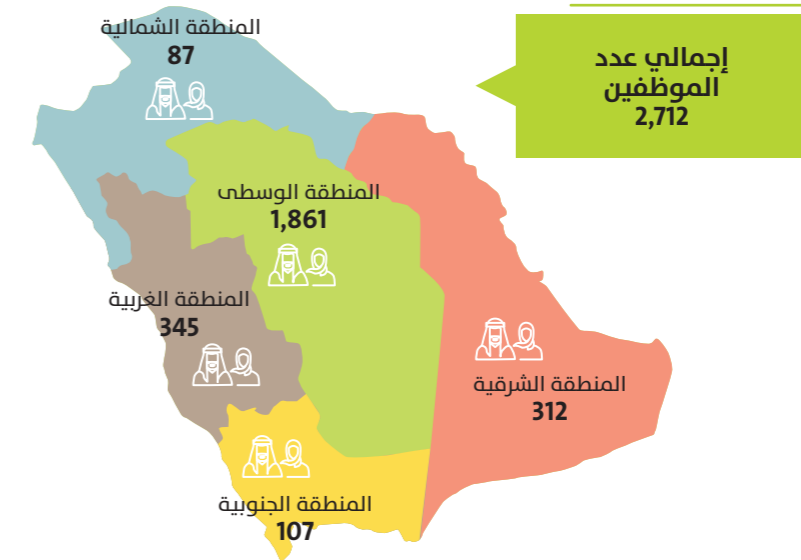 المنطقة الشمالية
87
إجمالي عدد
الموظفين
2,712
المنطقة الوسطى
1,861
المنطقة الغربية
345
المنطقة الشرقية
312
المنطقة الجنوبية
107